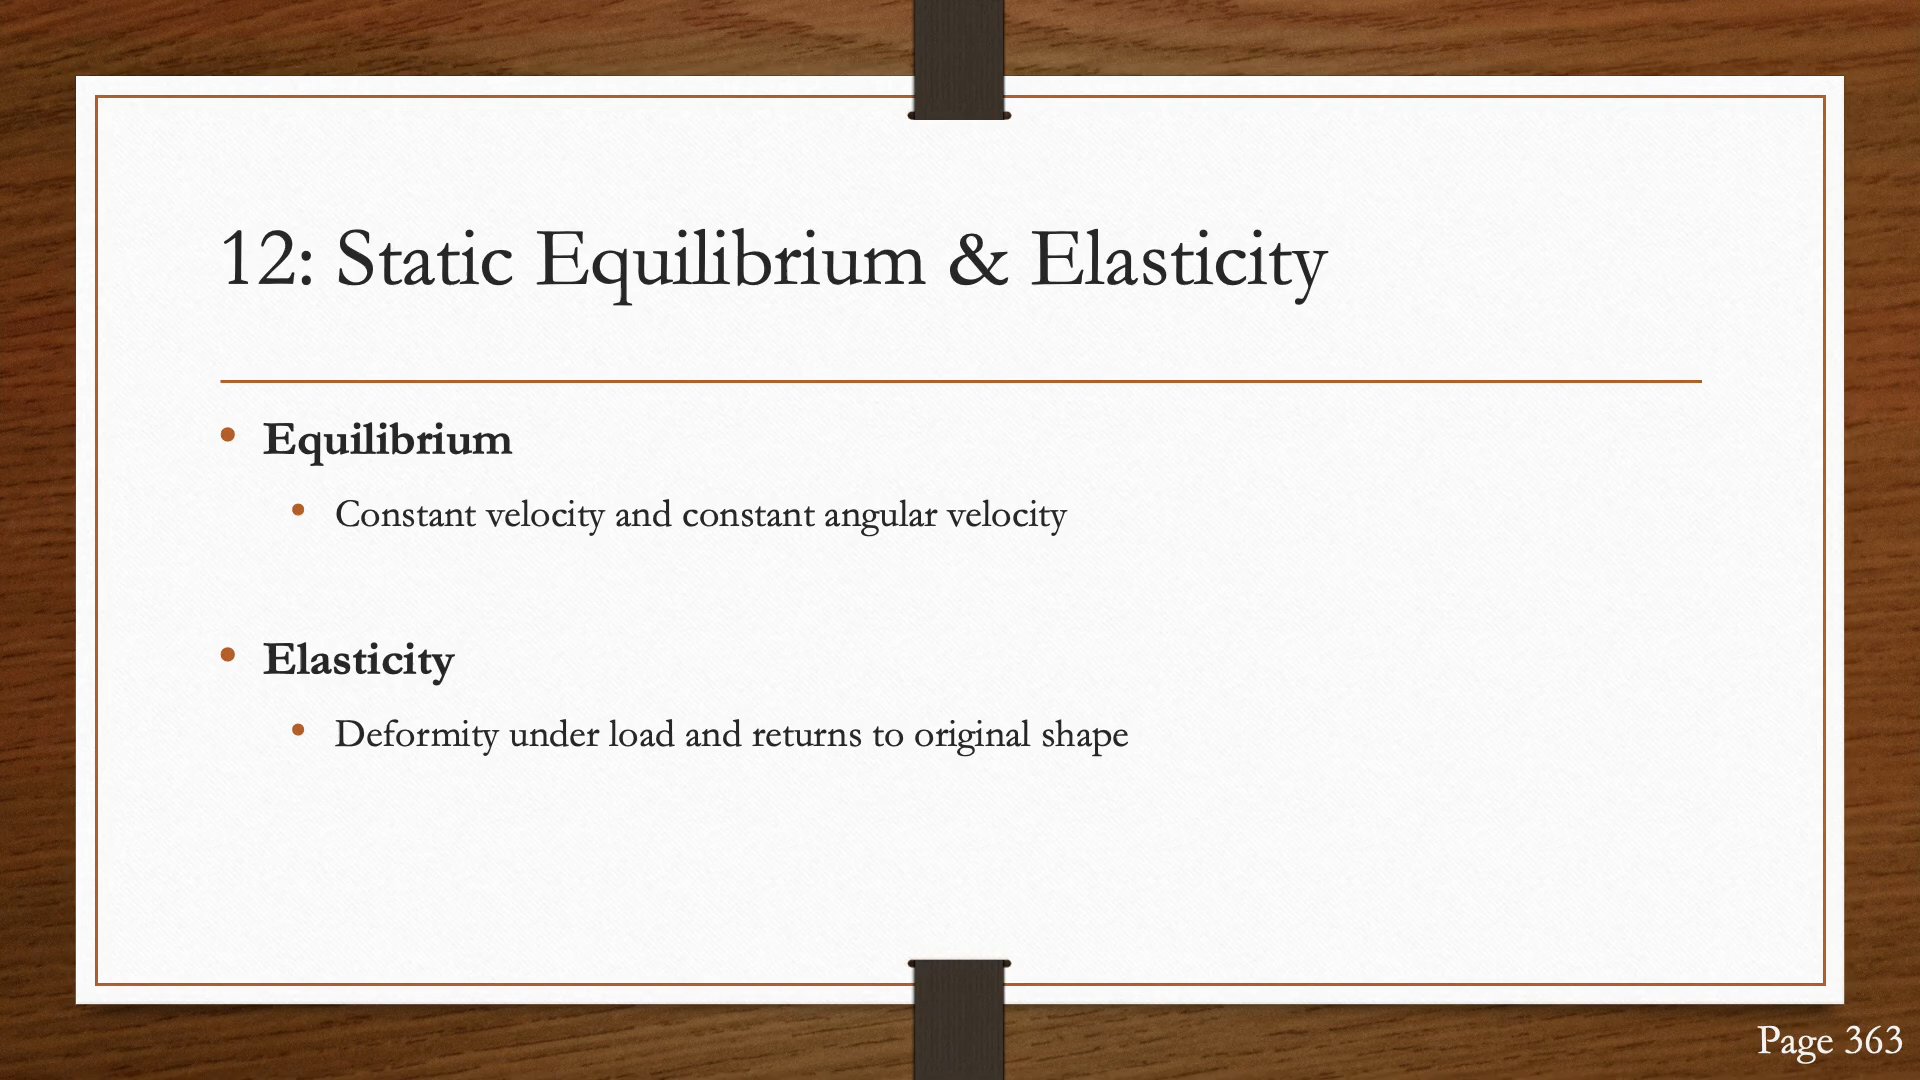 12: Static Equilibrium & Elasticity
• Equilibrium
• Constant velocity and constant angular velocity
• Elasticity
• Deformity under load and returns to original shape
Page 363